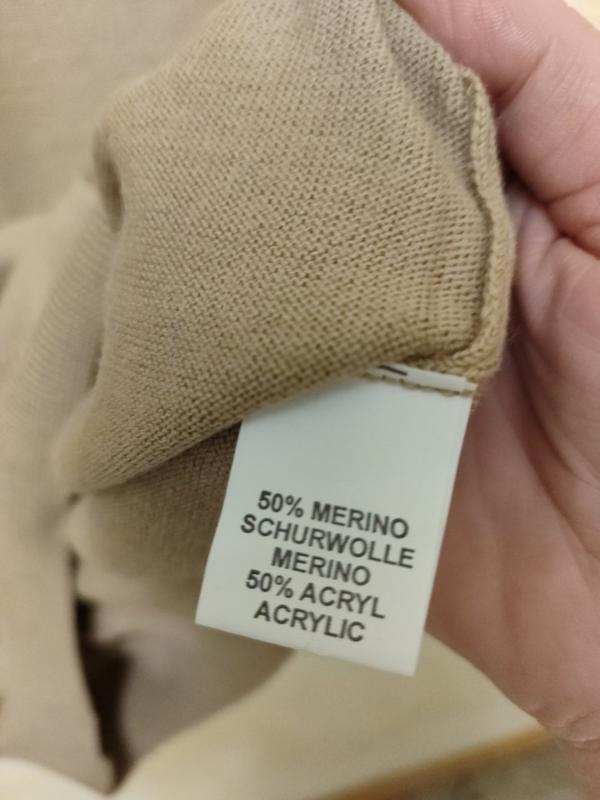 50% MERINO
SCHURWOLLE
MERINO
50% ACRYL
ACRYLIC